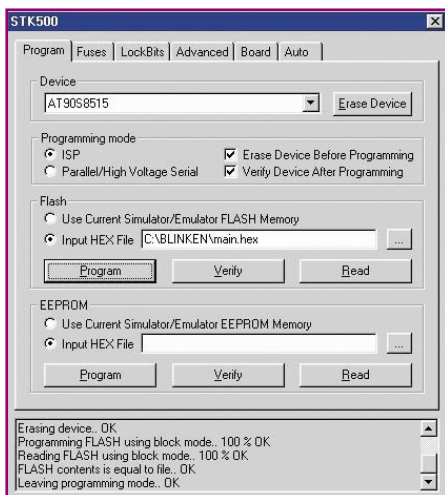 STK500
Program Fuses LockBits Advanced Board Auto
Device
AT90S8515 Erase Device
Programming mode
ISP Erase Device Before Programming
Parallel/High Voltage Serial Verify Device After Programming
Flash
Use Current Simulator/Emulator FLASH Memory
Input HEX File C:\BLINKEN\main.hex ...
Program Verify Read
EEPROM
Use Current Simulator/Emulator EEPROM Memory
Input HEX File ...
Program Verify Read
Erasing device.. OK
Programming FLASH using block mode.. 100 % OK
Reading FLASH using block mode.. 100 % OK
FLASH contents is equal to file.. OK
Leaving programming mode.. OK